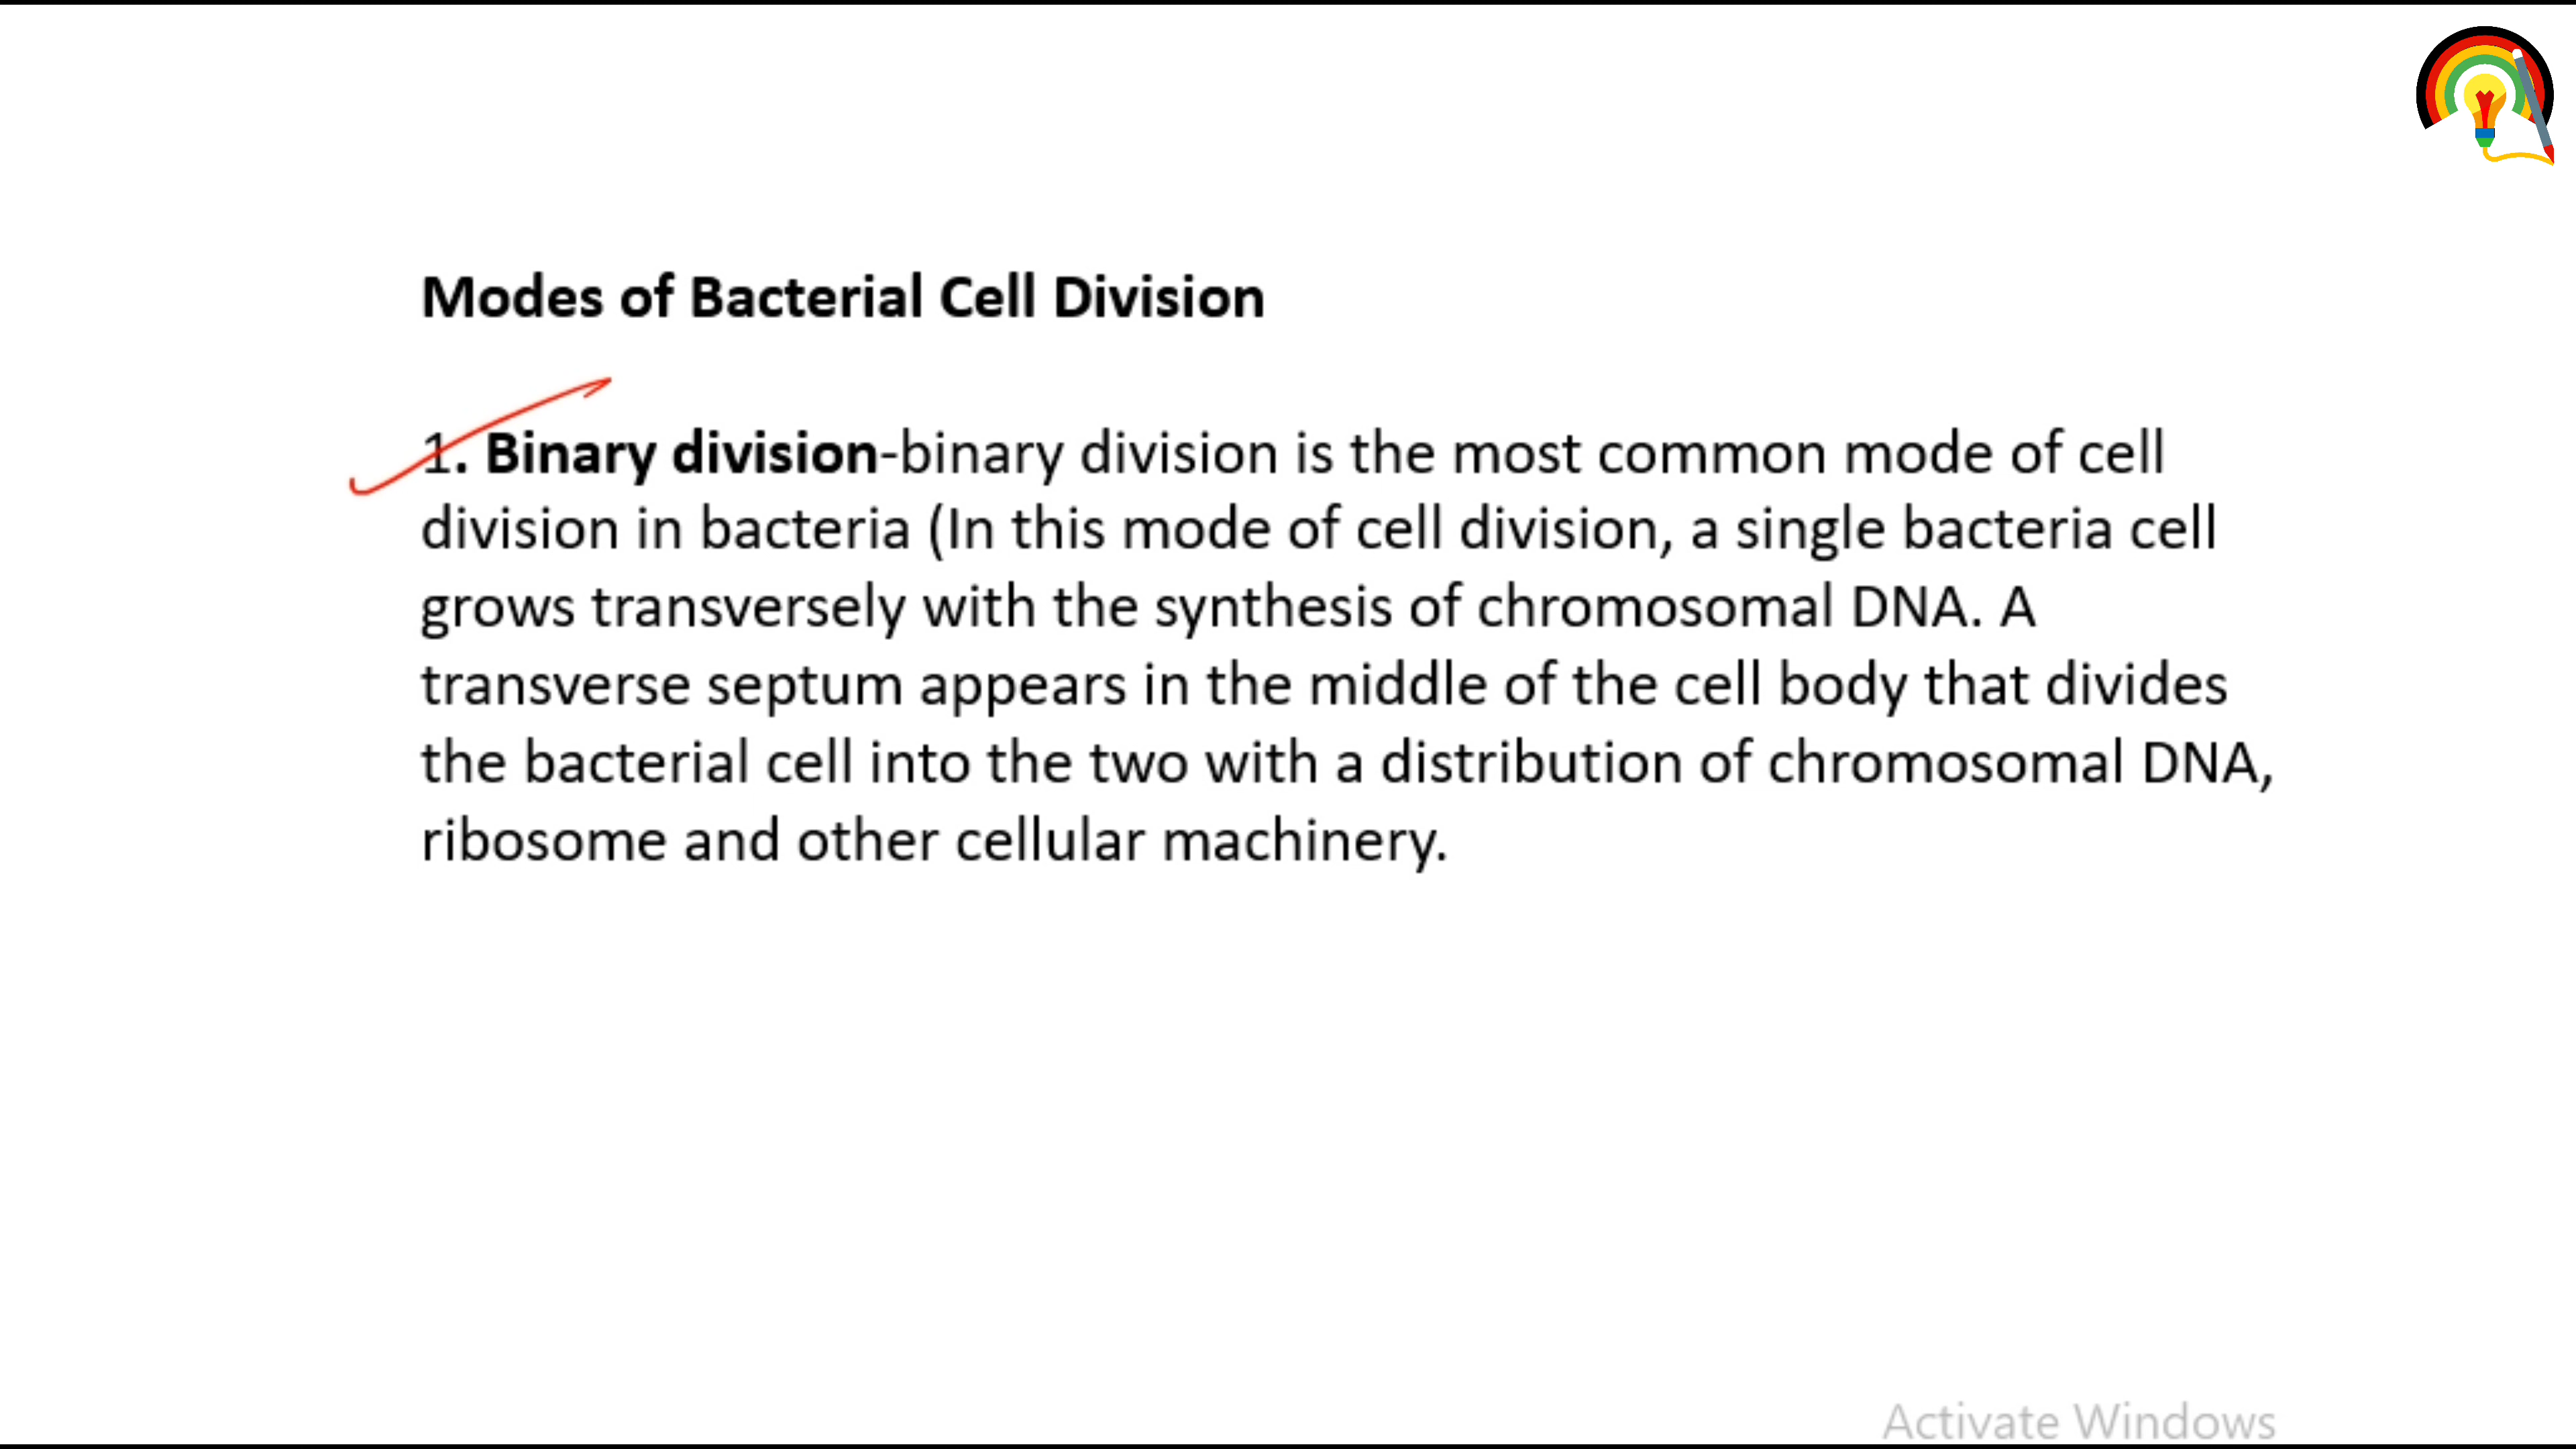 Modes of Bacterial Cell Division
1. Binary division-binary division is the most common mode of cell
division in bacteria (In this mode of cell division, a single bacteria cell
grows transversely with the synthesis of chromosomal DNA. A
transverse septum appears in the middle of the cell body that divides
the bacterial cell into the two with a distribution of chromosomal DNA,
ribosome and other cellular machinery.
Activate Windows